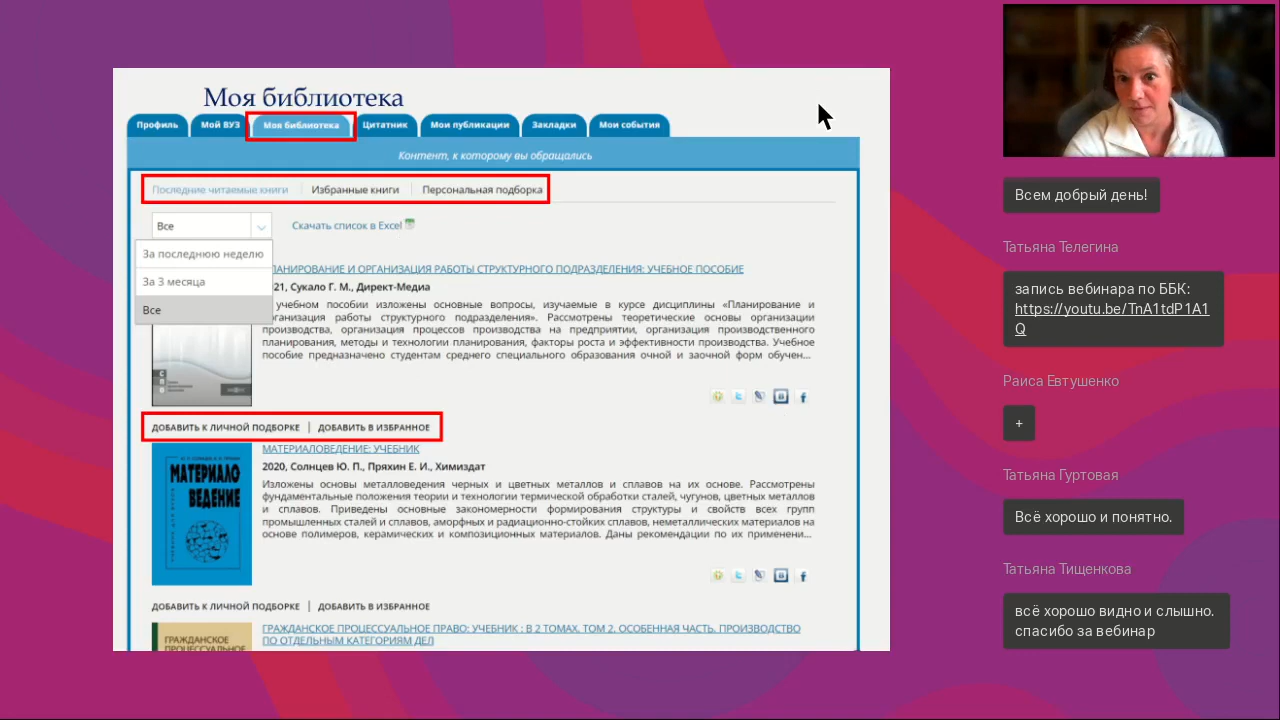 Моя библиотека
Профиль
Мой ВУЗ
Моя библиотека
Цитатник
Мои публикации
Закладки
Мои события
Контент, к которому вы обращались
Последние читаемые книги
Избранные книги
Персональная подборка
Все
Скачать список в Excel
За последнюю неделю
За 3 месяца
Все
ЛАНИРОВАНИЕ И ОРГАНИЗАЦИЯ РАБОТЫ СТРУКТУРНОГО ПОДРАЗДЕЛЕНИЯ: УЧЕБНОЕ ПОСОБИЕ
21, Сукало Г. М., Директ-Медиа
учебном пособии изложены основные вопросы, изучаемые в курсе дисциплины «Планирование и
рганизация работы структурного подразделения». Рассмотрены теоретические основы организации
производства, организация процессов производства на предприятии, организация производственного
планирования, методы и технологии планирования, факторы роста и эффективности производства. Учебное
пособие предназначено студентам среднего специального образования очной и заочной форм обучен...
ДОБАВИТЬ К ЛИЧНОЙ ПОДБОРКЕ | ДОБАВИТЬ В ИЗБРАННОЕ
МАТЕРИАЛО
ВЕДЕНИЕ
МАТЕРИАЛОВЕДЕНИЕ: УЧЕБНИК
2020, Солнцев Ю. П., Пряхин Е. И., Химиздат
Изложены основы металловедения черных и цветных металлов и сплавов на их основе. Рассмотрены
фундаментальные положения теории и технологии термической обработки сталей, чугунов, цветных металлов
и сплавов. Приведены основные закономерности формирования структуры и свойств всех групп
промышленных сталей и сплавов, аморфных и радиационно-стойких сплавов, неметаллических материалов на
основе полимеров, керамических и композиционных материалов. Даны рекомендации по их применени...
ДОБАВИТЬ К ЛИЧНОЙ ПОДБОРКЕ | ДОБАВИТЬ В ИЗБРАННОЕ
ГРАЖДАНСКОЕ
ПРОЦЕССУАЛЬНОЕ
ГРАЖДАНСКОЕ ПРОЦЕССУАЛЬНОЕ ПРАВО: УЧЕБНИК : В 2 ТОМАХ. ТОМ 2. ОСОБЕННАЯ ЧАСТЬ. ПРОИЗВОДСТВО
ПО ОТДЕЛЬНЫМ КАТЕГОРИЯМ ДЕЛ
Всем добрый день!
Татьяна Телегина
запись вебинара по ББК:
https://youtu.be/TnA1tdP1A1
Q
Раиса Евтушенко
+
Татьяна Гуртовая
Всё хорошо и понятно.
Татьяна Тищенкова
всё хорошо видно и слышно.
спасибо за вебинар